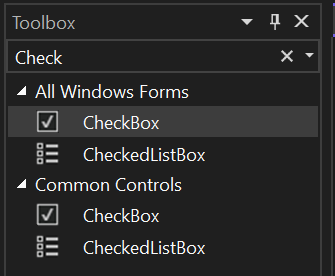 Toolbox
Check
All Windows Forms
CheckBox
CheckedListBox
Common Controls
CheckBox
CheckedListBox